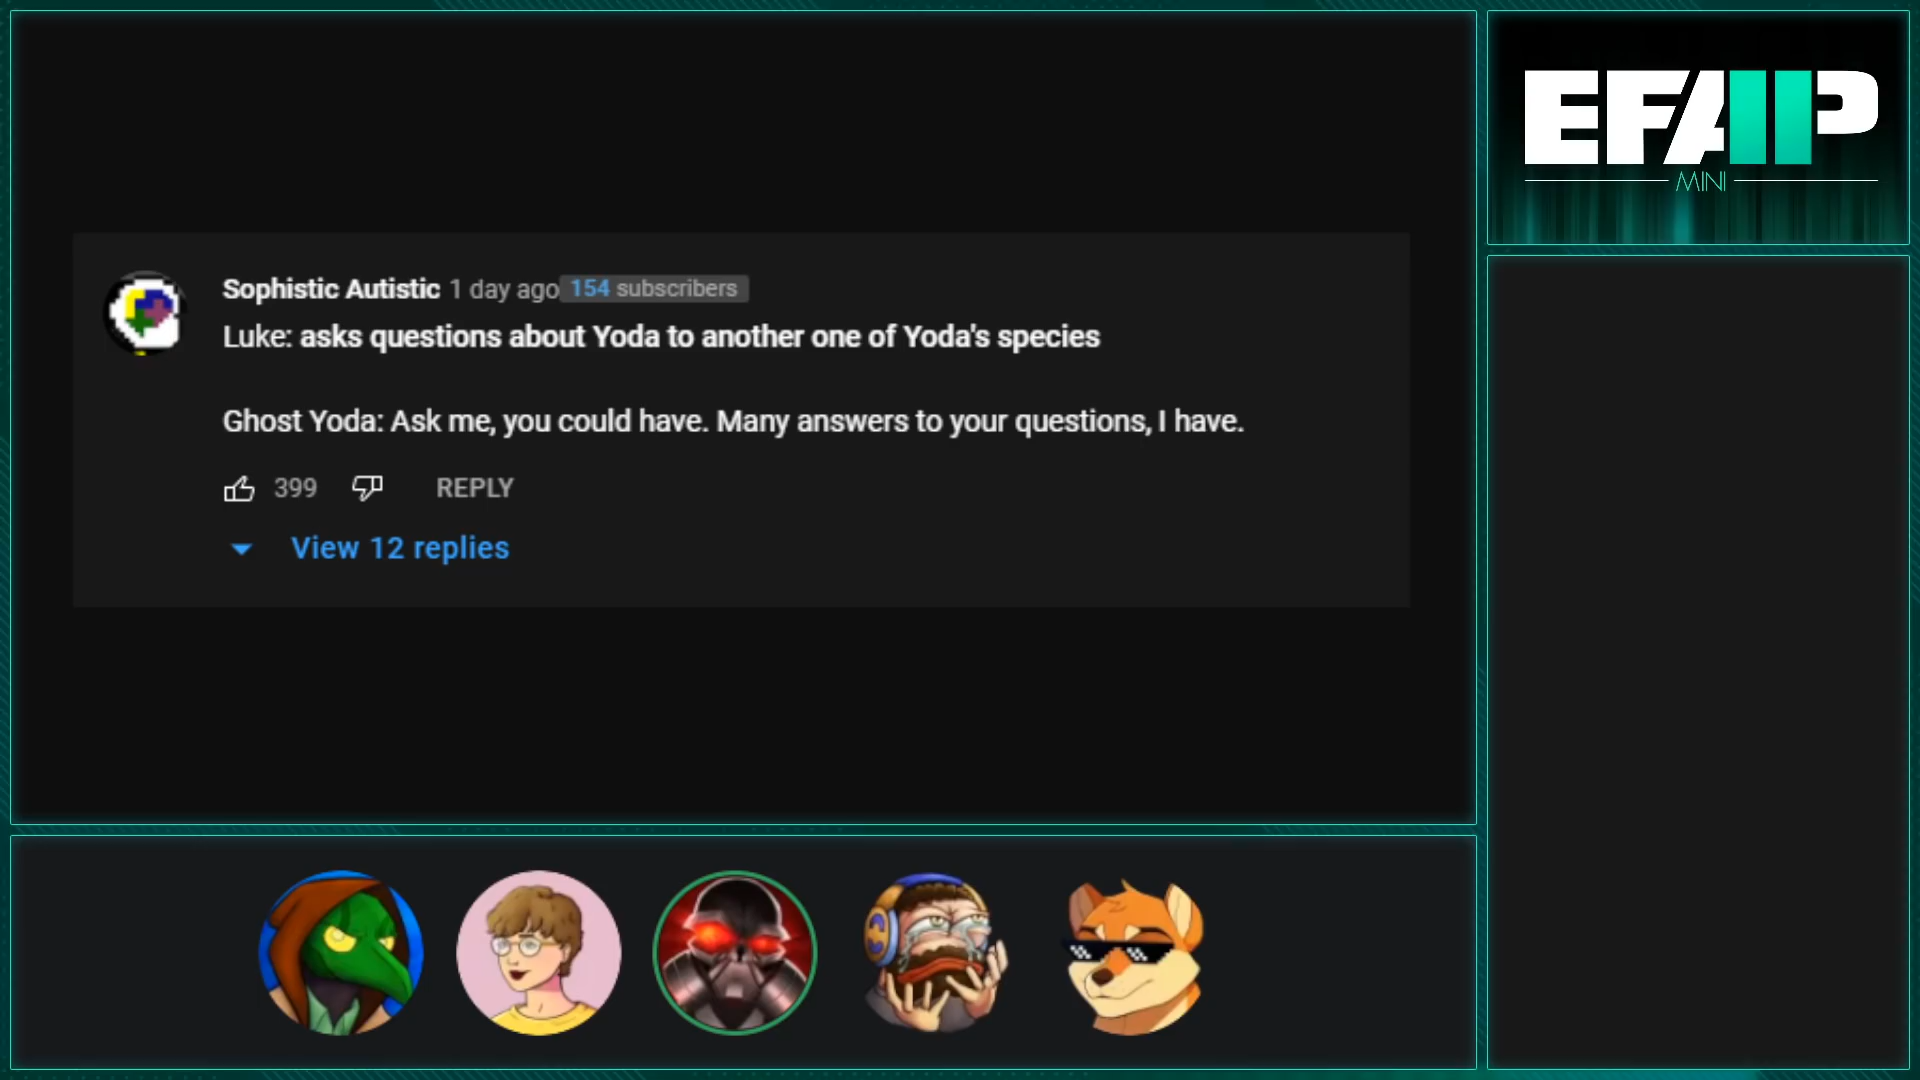 EFAP
MINI
Sophistic Autistic 1 day ago 154 subscribers
Luke: asks questions about Yoda to another one of Yoda's species
Ghost Yoda: Ask me, you could have. Many answers to your questions, I have.
399 REPLY
View 12 replies